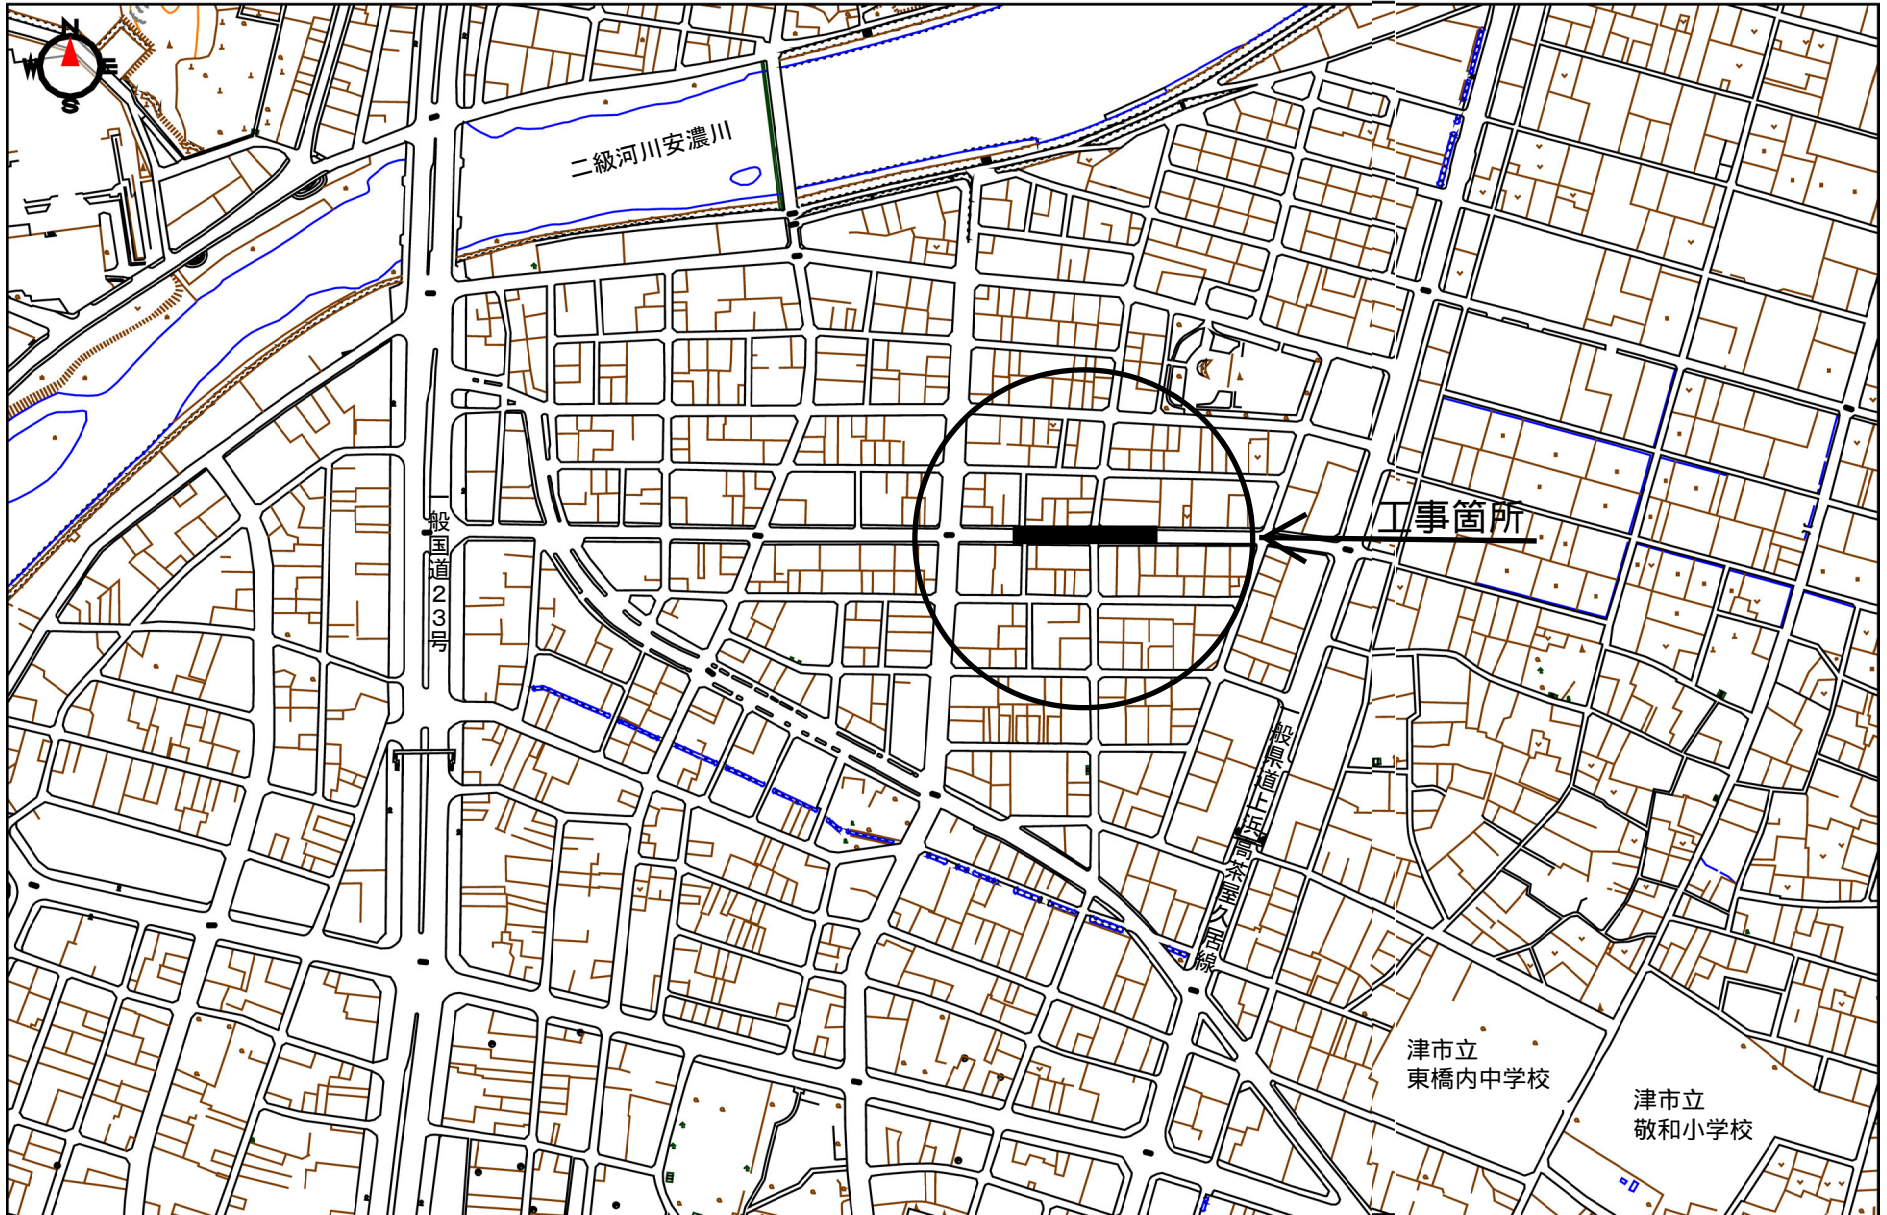 N
W E
S
二級河川安濃川
工事箇所
一般国道23号
一般県道上浜高茶屋久居線
津市立
東橋内中学校
津市立
敬和小学校